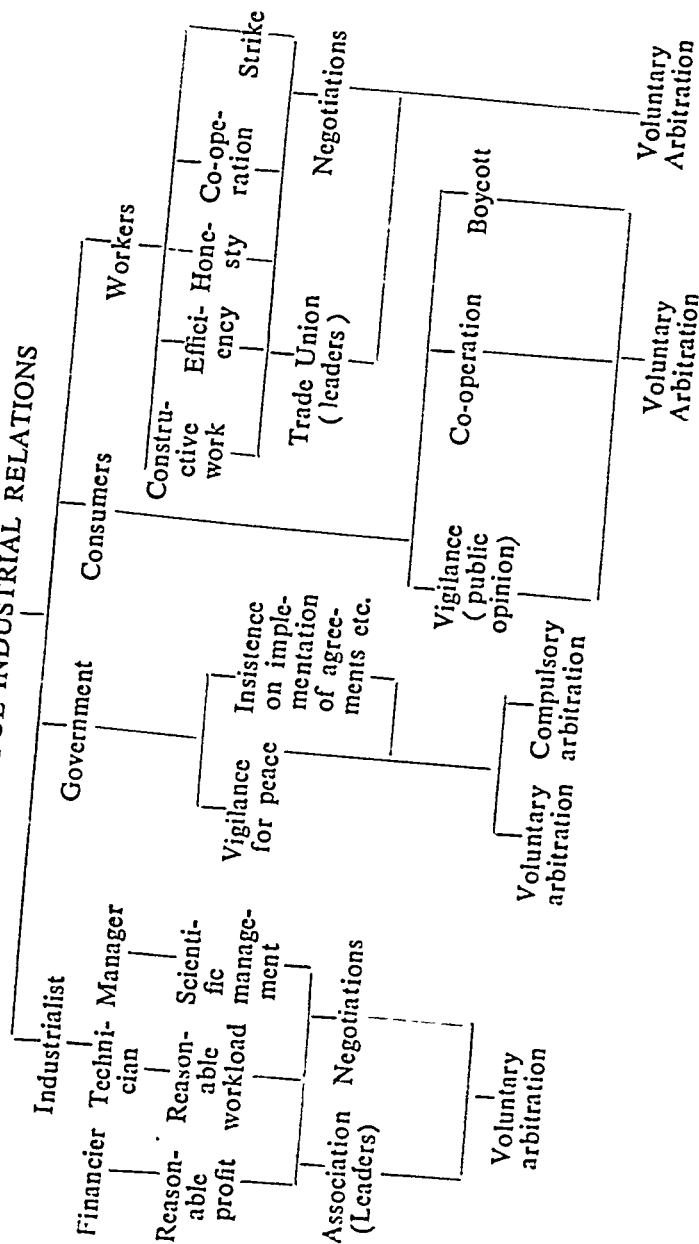 INDUSTRIAL RELATIONS
Industrialist
Government
Consumers
Workers
Financier
Techni-
cian
Manager
Reason-
able
profit
Reason-
able
workload
Scienti-
fic
manage-
ment
Association
(Leaders)
Negotiations
Voluntary
arbitration
Vigilance
for peace
Insistence
on imple-
mentation
of agree-
ments etc.
Voluntary
arbitration
Compulsory
arbitration
Vigilance
( public
opinion)
Co-operation
Boycott
Voluntary
Arbitration
Constru-
ctive
work
Effici-
ency
Hone-
sty
Co-ope-
ration
Strike
Trade Union
( leaders )
Negotiations
Voluntary
Arbitration